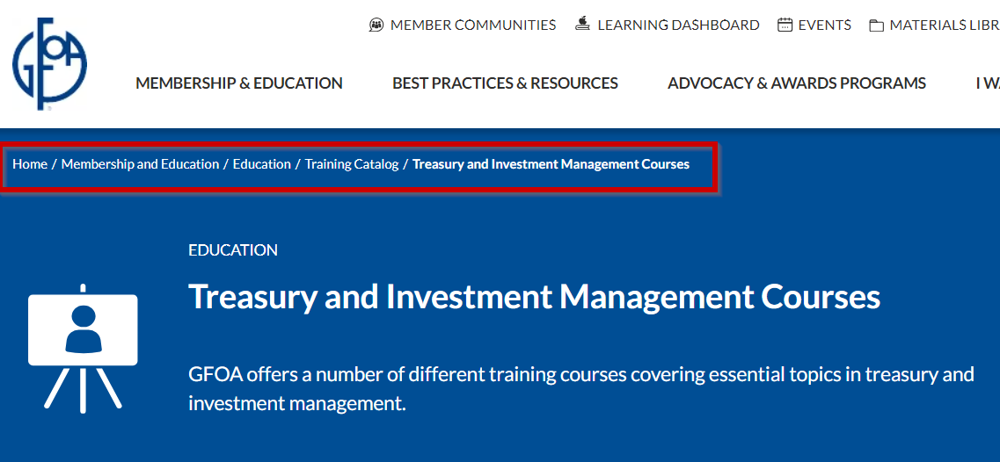 GFOA
MEMBER COMMUNITIES LEARNING DASHBOARD EVENTS MATERIALS LIBR
MEMBERSHIP & EDUCATION BEST PRACTICES & RESOURCES ADVOCACY & AWARDS PROGRAMS I WA
Home / Membership and Education / Education / Training Catalog / Treasury and Investment Management Courses
EDUCATION
Treasury and Investment Management Courses
GFOA offers a number of different training courses covering essential topics in treasury and
investment management.